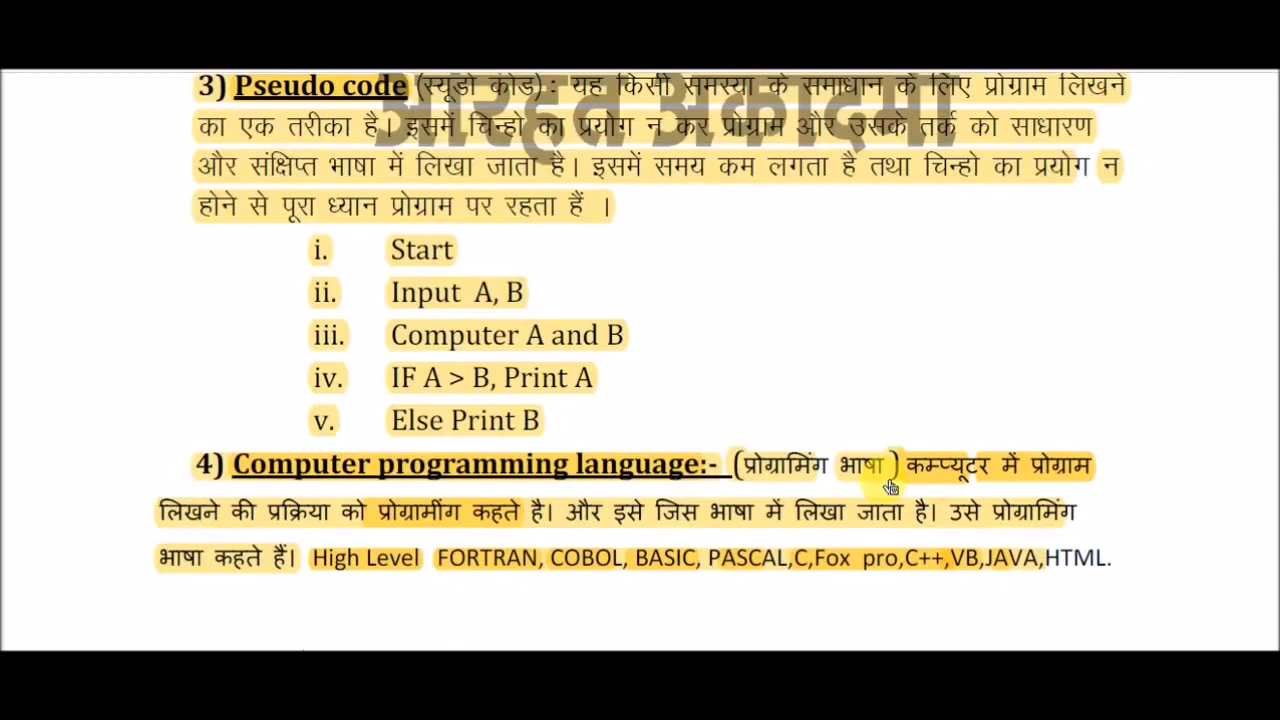 3) Pseudo code (स्यूडो कोड) : यह किसी समस्या के समाधान के लिए प्रोग्राम लिखने
का एक तरीका है। इसमें चिन्हो का प्रयोग न कर प्रोग्राम और उसके तर्क को साधारण
और संक्षिप्त भाषा में लिखा जाता है। इसमें समय कम लगता है तथा चिन्हो का प्रयोग न
होने से पूरा ध्यान प्रोग्राम पर रहता हैं ।
i. Start
ii. Input A, B
iii. Computer A and B
iv. IF A > B, Print A
v. Else Print B
4) Computer programming language:- (प्रोग्रामिंग भाषा ) कम्प्यूटर में प्रोग्राम
लिखने की प्रक्रिया को प्रोग्रामींग कहते है। और इसे जिस भाषा में लिखा जाता है। उसे प्रोग्रामिंग
भाषा कहते हैं। High Level FORTRAN, COBOL, BASIC, PASCAL,C,Fox pro,C++,VB,JAVA,HTML.